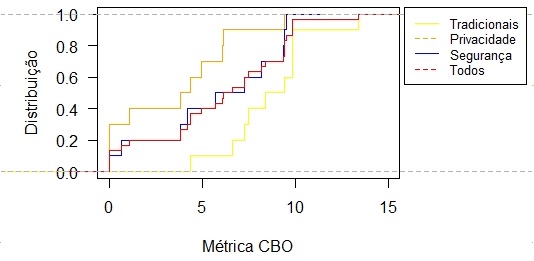 1.0
0.8
0.6
0.4
0.2
0.0
Distribuição
0
5
10
15
Métrica CBO
Tradicionais
Privacidade
Segurança
Todos